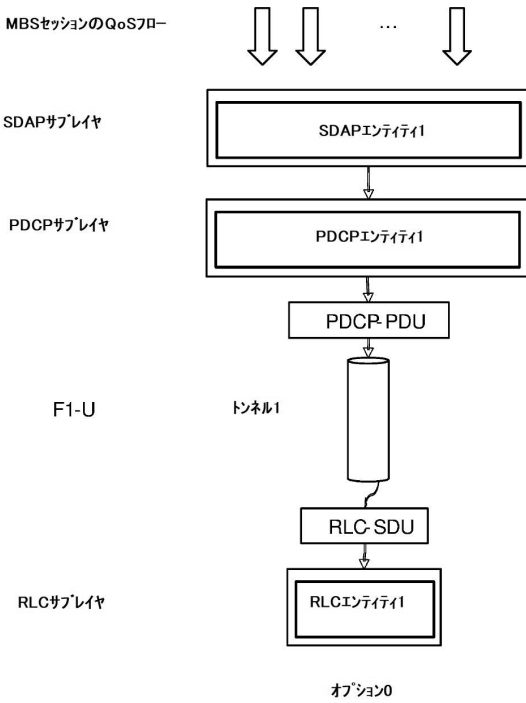 MBSセッションのQoSフロー
…
SDAPサブレイヤ
SDAPエンティティ1
PDCPサブレイヤ
PDCPエンティティ1
PDCP-PDU
F1-U
トンネル1
RLC-SDU
RLCサブレイヤ
RLCエンティティ1
オプション0